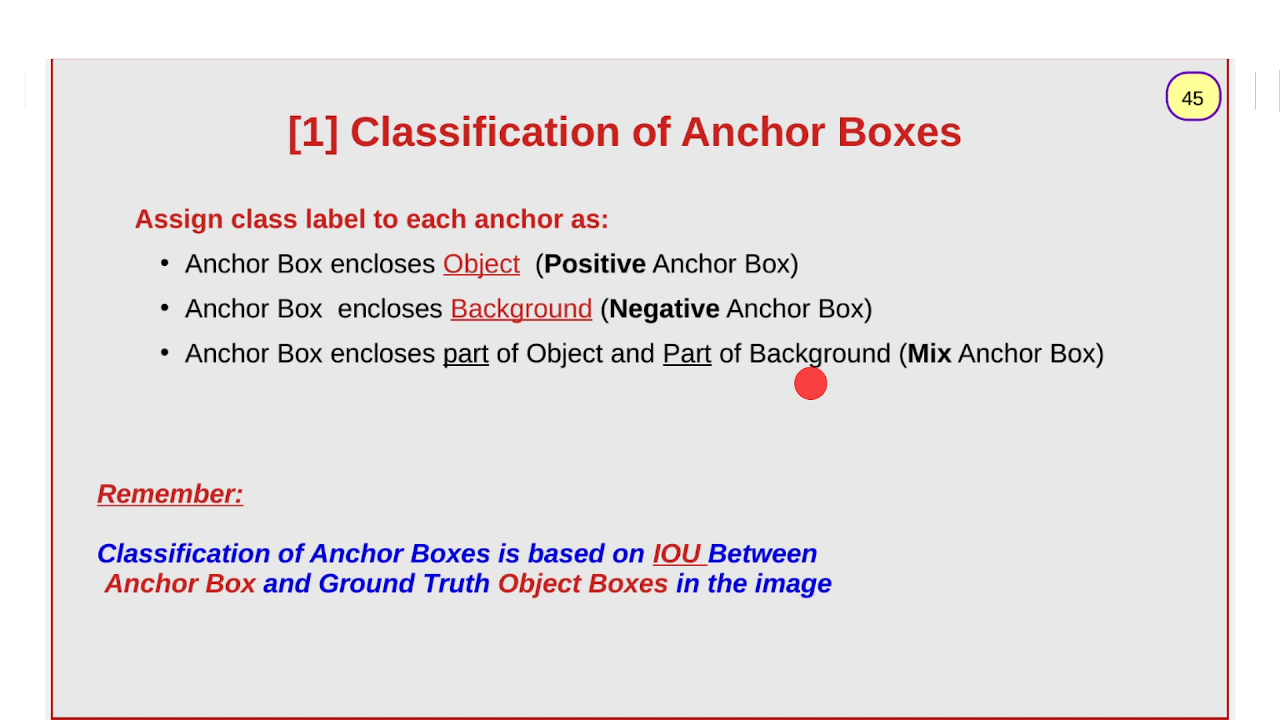 45
[1] Classification of Anchor Boxes
Assign class label to each anchor as:
• Anchor Box encloses Object (Positive Anchor Box)
• Anchor Box encloses Background (Negative Anchor Box)
• Anchor Box encloses part of Object and Part of Background (Mix Anchor Box)
Remember:
Classification of Anchor Boxes is based on IOU Between
Anchor Box and Ground Truth Object Boxes in the image